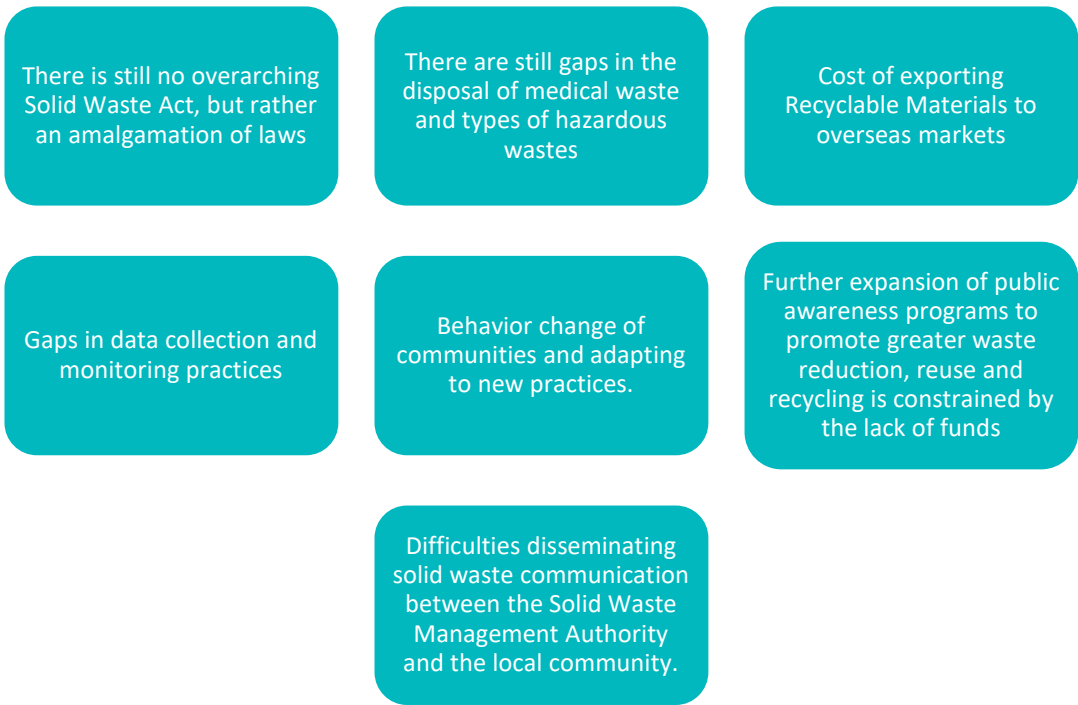 There is still no overarching
Solid Waste Act, but rather
an amalgamation of laws
There are still gaps in the
disposal of medical waste
and types of hazardous
wastes
Cost of exporting
Recyclable Materials to
overseas markets
Gaps in data collection and
monitoring practices
Behavior change of
communities and adapting
to new practices.
Further expansion of public
awareness programs to
promote greater waste
reduction, reuse and
recycling is constrained by
the lack of funds
Difficulties disseminating
solid waste communication
between the Solid Waste
Management Authority
and the local community.